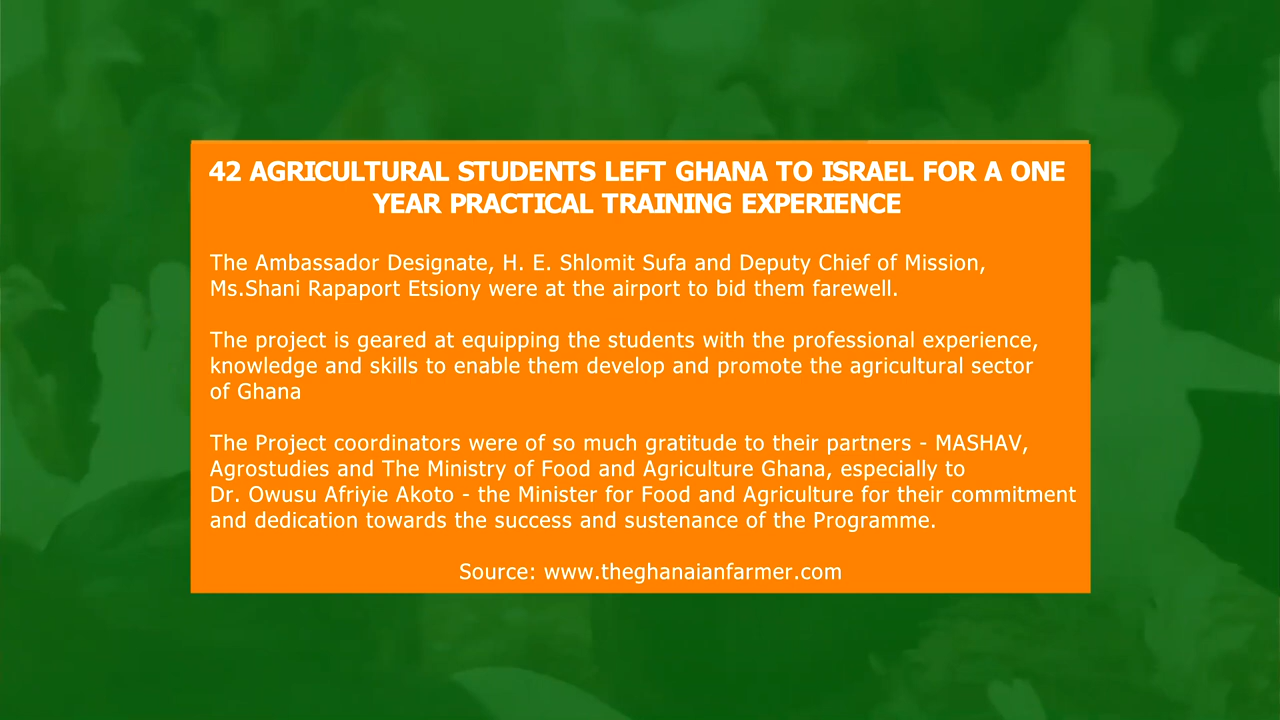 42 AGRICULTURAL STUDENTS LEFT GHANA TO ISRAEL FOR A ONE
YEAR PRACTICAL TRAINING EXPERIENCE
The Ambassador Designate, H. E. Shlomit Sufa and Deputy Chief of Mission,
Ms.Shani Rapaport Etsiony were at the airport to bid them farewell.
The project is geared at equipping the students with the professional experience,
knowledge and skills to enable them develop and promote the agricultural sector
of Ghana
The Project coordinators were of so much gratitude to their partners - MASHAV,
Agrostudies and The Ministry of Food and Agriculture Ghana, especially to
Dr. Owusu Afriyie Akoto - the Minister for Food and Agriculture for their commitment
and dedication towards the success and sustenance of the Programme.
Source: www.theghanaianfarmer.com